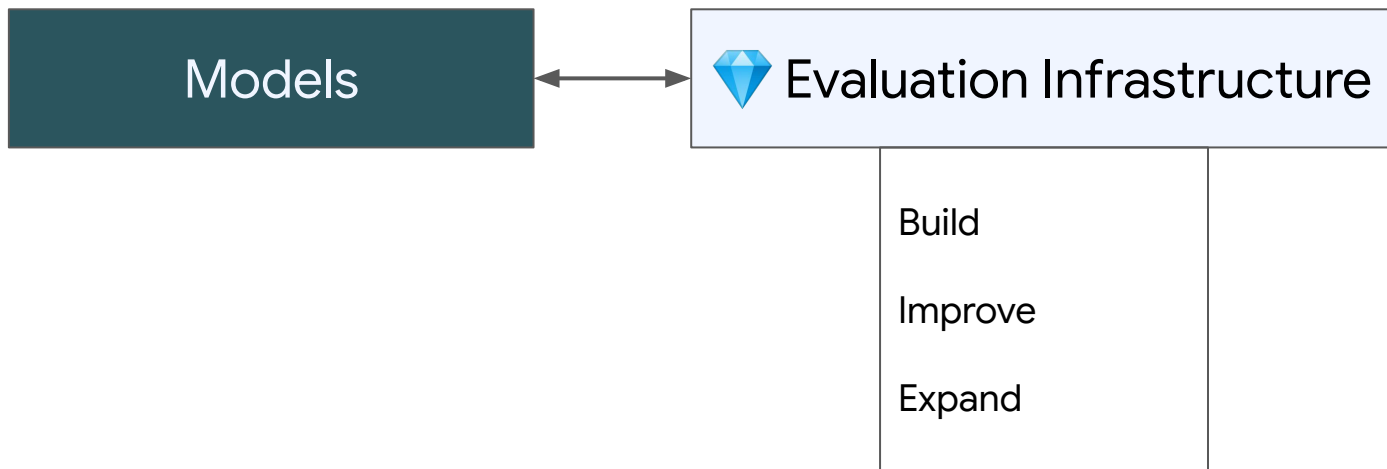 Models
💎 Evaluation Infrastructure
Build
Improve
Expand